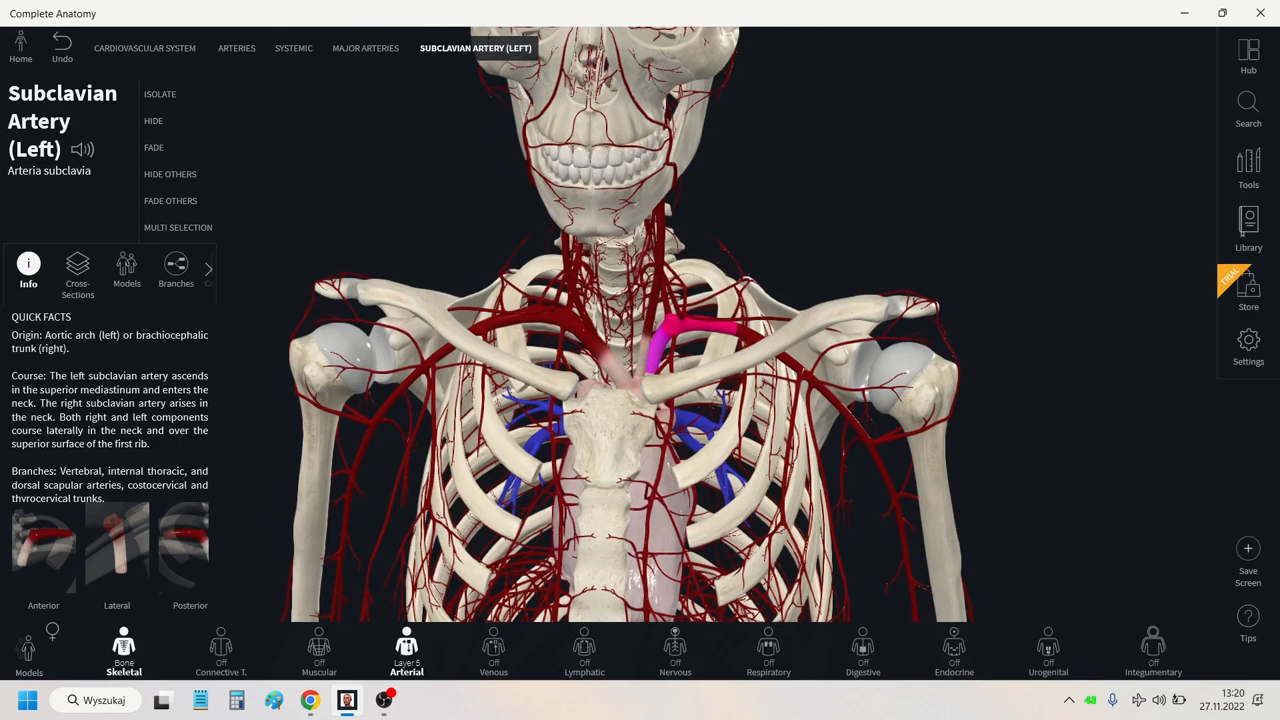 Complete Anatomy
Home
Undo
CARDIOVASCULAR SYSTEM
ARTERIES
SYSTEMIC
MAJOR ARTERIES
SUBCLAVIAN ARTERY (LEFT)
Subclavian
Artery
(Left)
Arteria subclavia
ISOLATE
HIDE
FADE
HIDE OTHERS
FADE OTHERS
MULTI SELECTION
Info
Cross-
Sections
Models
Branches
QUICK FACTS
Origin: Aortic arch (left) or brachiocephalic
trunk (right).
Course: The left subclavian artery ascends
in the superior mediastinum and enters the
neck. The right subclavian artery arises in
the neck. Both right and left components
course laterally in the neck and over the
superior surface of the first rib.
Branches: Vertebral, internal thoracic, and
dorsal scapular arteries, costocervical and
thyrocervical trunks.
Anterior
Lateral
Posterior
Hub
Search
Tools
Library
TRIAL
Store
Settings
Save
Screen
Tips
Models
Bone
Skeletal
Off
Connective T.
Off
Muscular
Layer 5
Arterial
Off
Venous
Off
Lymphatic
Off
Nervous
Off
Respiratory
Off
Digestive
Off
Endocrine
Off
Urogenital
Off
Integumentary
Wyszukaj
13:20
27.11.2022